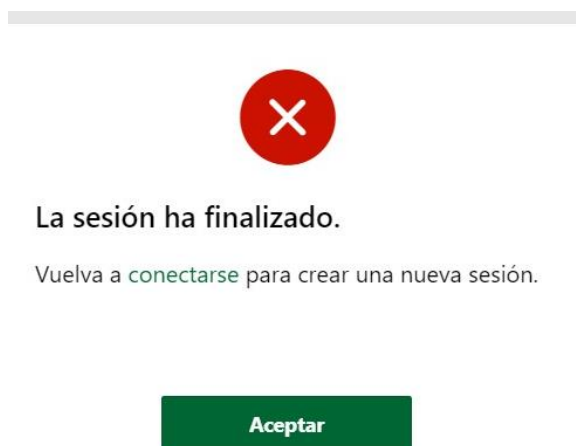 La sesión ha finalizado.
Vuelva a conectarse para crear una nueva sesión.
Aceptar